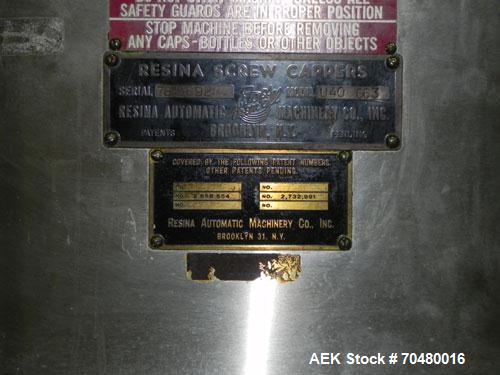 SAFETY GUARDS ARE IN PROPER POSITION
STOP MACHINE BEFORE REMOVING
ANY CAPS-BOTTLES OR OTHER OBJECTS
RESINA SCREW CAPPERS
SERIAL MODEL U40
RESINA AUTOMATIC MACHINERY CO., INC.
PATENTS BROOKLYN, N.Y. PENDING
COVERED BY THE FOLLOWING PATENT NUMBERS.
OTHER PATENTS PENDING.
NO. NO.
NO. NO. 2,732,991
NO. NO.
RESINA AUTOMATIC MACHINERY CO., INC.
BROOKLYN 31, N.Y.
AEK Stock # 70480016